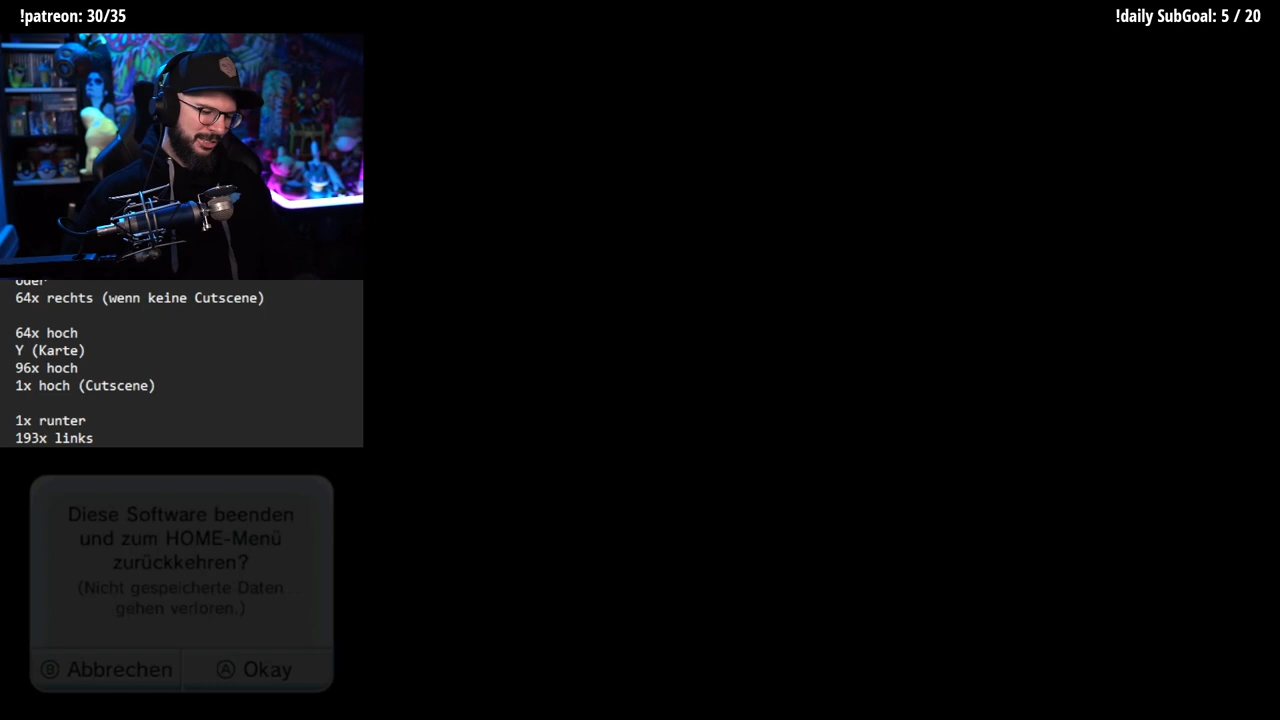 !patreon: 30/35
!daily SubGoal: 5 / 20
oder
64x rechts (wenn keine Cutscene)
64x hoch
Y (Karte)
96x hoch
1x hoch (Cutscene)
1x runter
193x links
Diese Software beenden
und zum HOME-Menü
zurückkehren?
(Nicht gespeicherte Daten
gehen verloren.)
Ⓑ Abbrechen
Ⓐ Okay